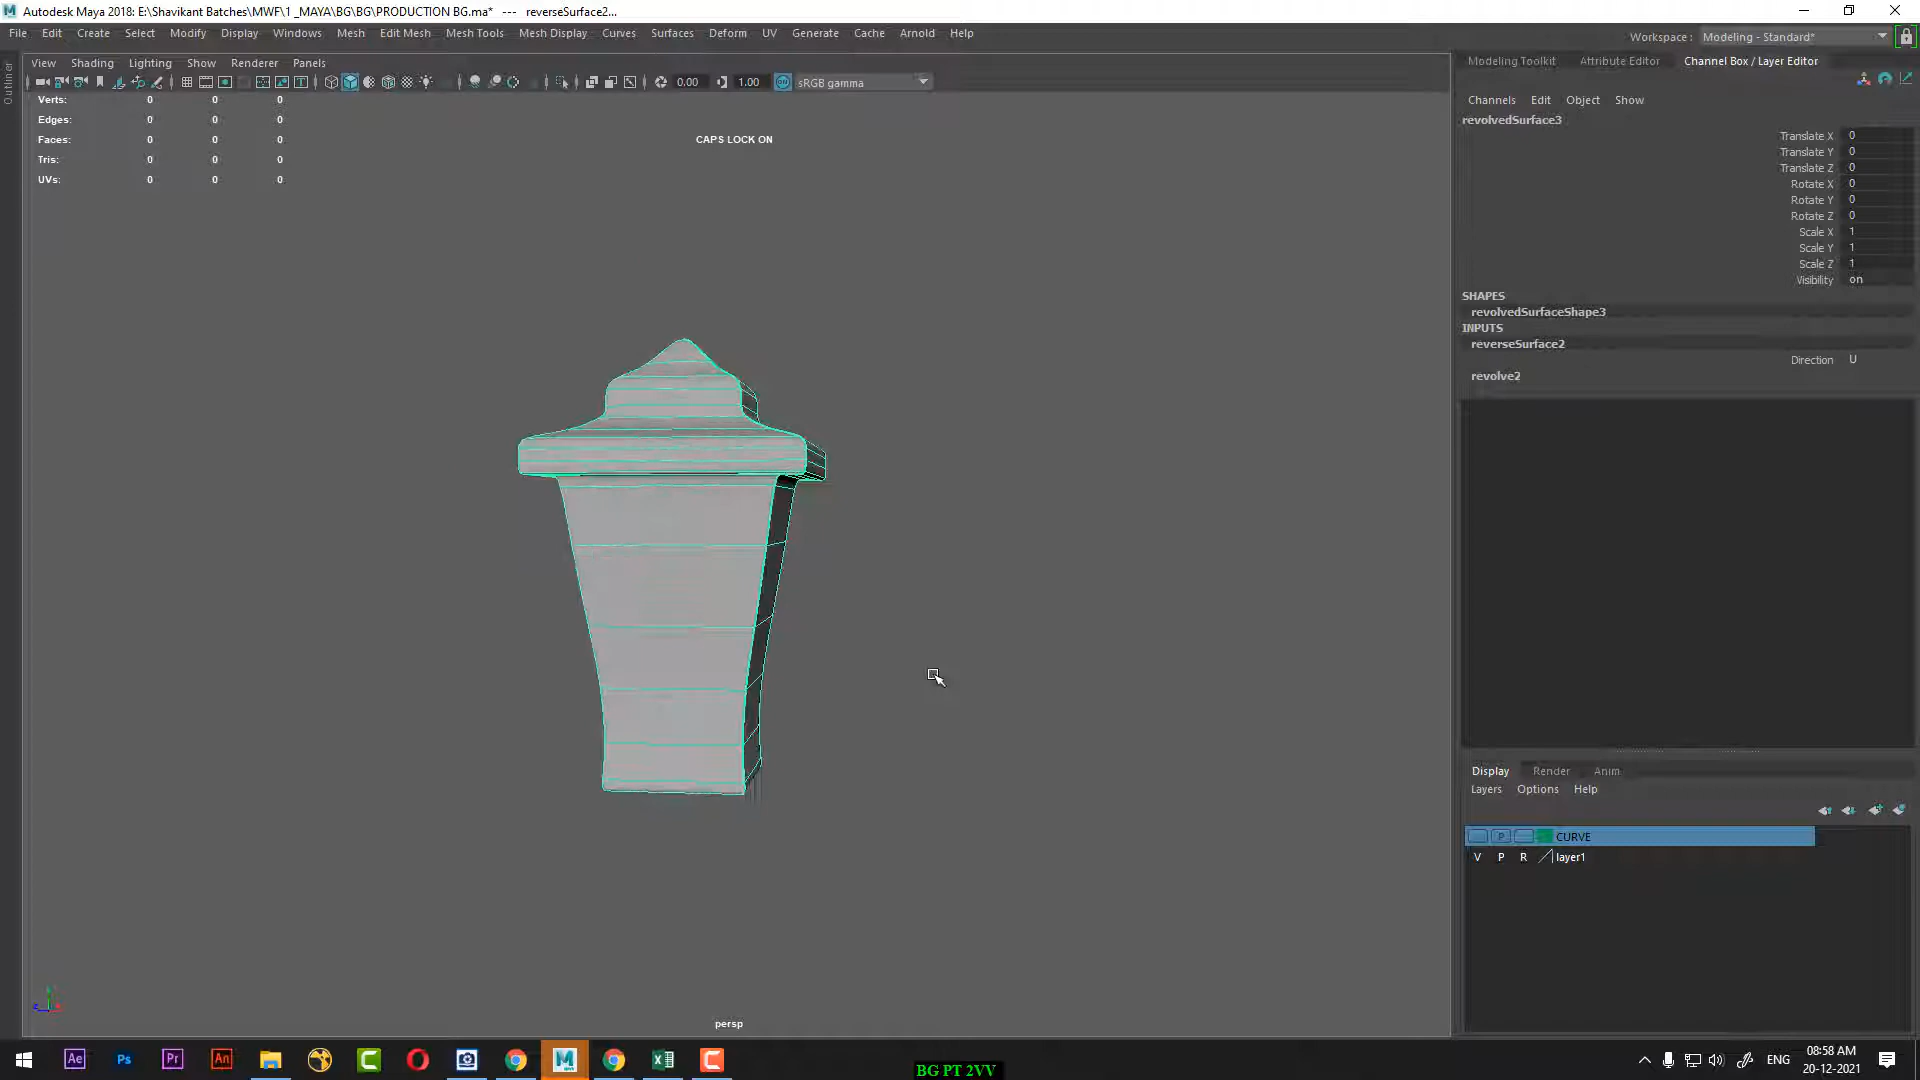 Autodesk Maya 2018: E:\Shavikant Batches\MWF\1 _MAYA\BG\BG\PRODUCTION BG.ma* --- reverseSurface2...
File Edit Create Select Modify Display Windows Mesh Edit Mesh Mesh Tools Mesh Display Curves Surfaces Deform UV Generate Cache Arnold Help
Workspace : Modeling - Standard*
View Shading Lighting Show Renderer Panels
Modeling Toolkit Attribute Editor Channel Box / Layer Editor
Outliner
0.00 1.00 sRGB gamma
Channels Edit Object Show
Verts: 0 0 0
Edges: 0 0 0
Faces: 0 0 0
Tris: 0 0 0
UVs: 0 0 0
CAPS LOCK ON
revolvedSurface3
Translate X 0
Translate Y 0
Translate Z 0
Rotate X 0
Rotate Y 0
Rotate Z 0
Scale X 1
Scale Y 1
Scale Z 1
Visibility on
SHAPES
revolvedSurfaceShape3
INPUTS
reverseSurface2
Direction U
revolve2
Display Render Anim
Layers Options Help
P CURVE
V P R layer1
persp
Ae Ps Pr An
BG PT 2VV
ENG
08:58 AM
20-12-2021